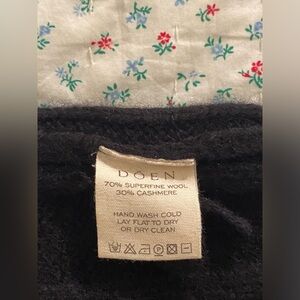 DÔEN
70% SUPERFINE WOOL
30% CASHMERE
HAND WASH COLD
LAY FLAT TO DRY
OR DRY CLEAN